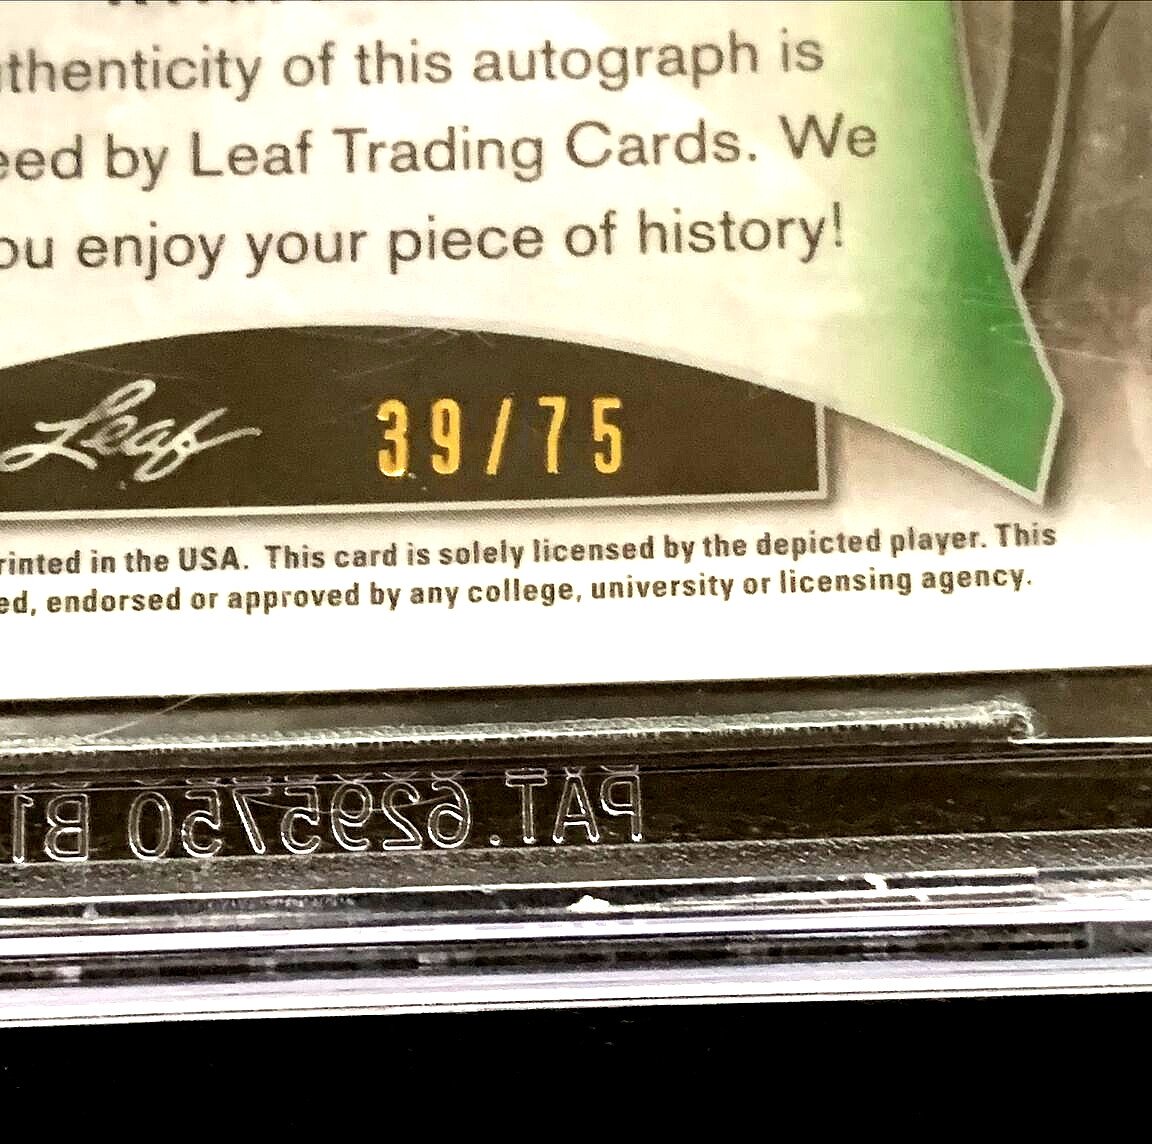 thenticity of this autograph is
eed by Leaf Trading Cards. We
ou enjoy your piece of history!
Leaf 39/75
rinted in the USA. This card is solely licensed by the depicted player. This
ed, endorsed or approved by any college, university or licensing agency.
PAT. 6295750 B1